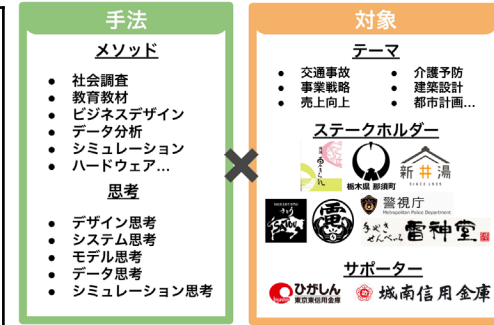 手法
メソッド
● 社会調査
● 教育教材
● ビジネスデザイン
● データ分析
● シミュレーション
● ハードウェア...
思考
● デザイン思考
● システム思考
● モデル思考
● データ思考
● シミュレーション思考
×
対象
テーマ
● 交通事故
● 事業戦略
● 売上向上
● 介護予防
● 建築設計
● 都市計画...
ステークホルダー
栃木県 那須町
新井湯
警視庁
Metropolitan Police Department
手やき
せんべい
雷神堂
サポーター
ひがしん
東京東信用金庫
城南信用金庫